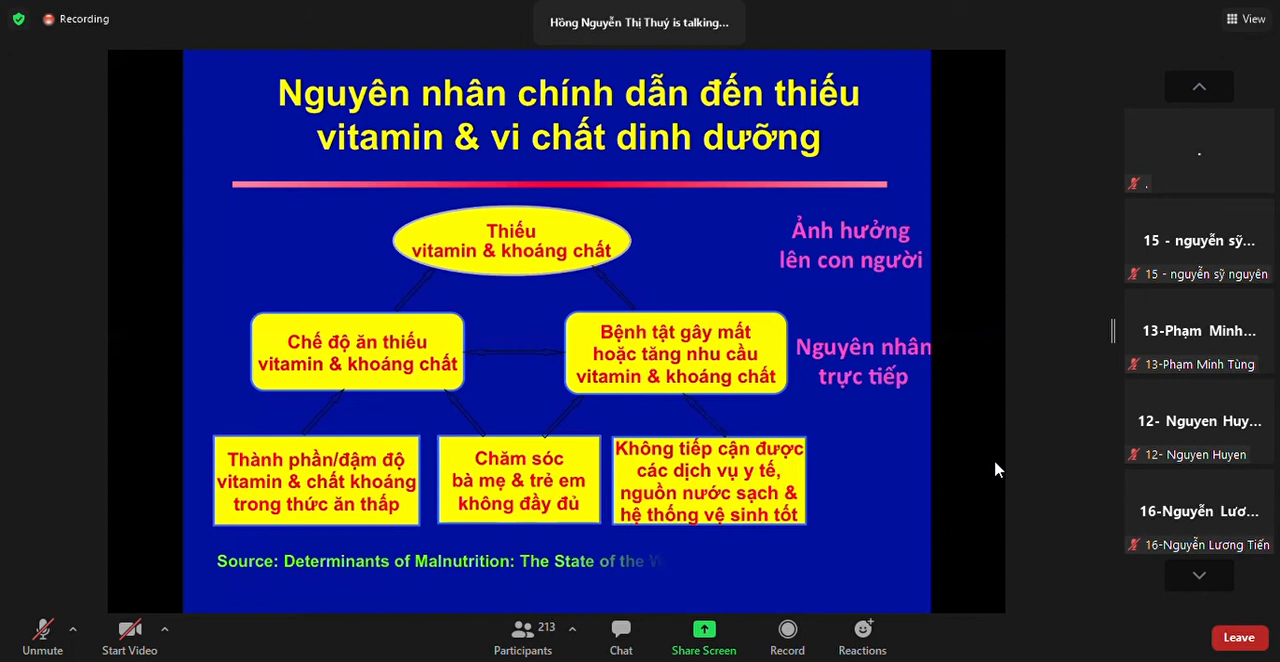 Recording
Hồng Nguyễn Thị Thuý is talking...
View
Nguyên nhân chính dẫn đến thiếu
vitamin & vi chất dinh dưỡng
Thiếu
vitamin & khoáng chất
Ảnh hưởng
lên con người
Chế độ ăn thiếu
vitamin & khoáng chất
Bệnh tật gây mất
hoặc tăng nhu cầu
vitamin & khoáng chất
Nguyên nhân
trực tiếp
Thành phần/đậm độ
vitamin & chất khoáng
trong thức ăn thấp
Chăm sóc
bà mẹ & trẻ em
không đầy đủ
Không tiếp cận được
các dịch vụ y tế,
nguồn nước sạch &
hệ thống vệ sinh tốt
Source: Determinants of Malnutrition: The State of the
.
.
15 - nguyễn sỹ...
15 - nguyễn sỹ nguyên
13-Phạm Minh...
13-Phạm Minh Tùng
12- Nguyen Huy...
12- Nguyen Huyen
16-Nguyễn Lươ...
16-Nguyễn Lương Tiến
Unmute
Start Video
213
Participants
Chat
Share Screen
Record
Reactions
Leave